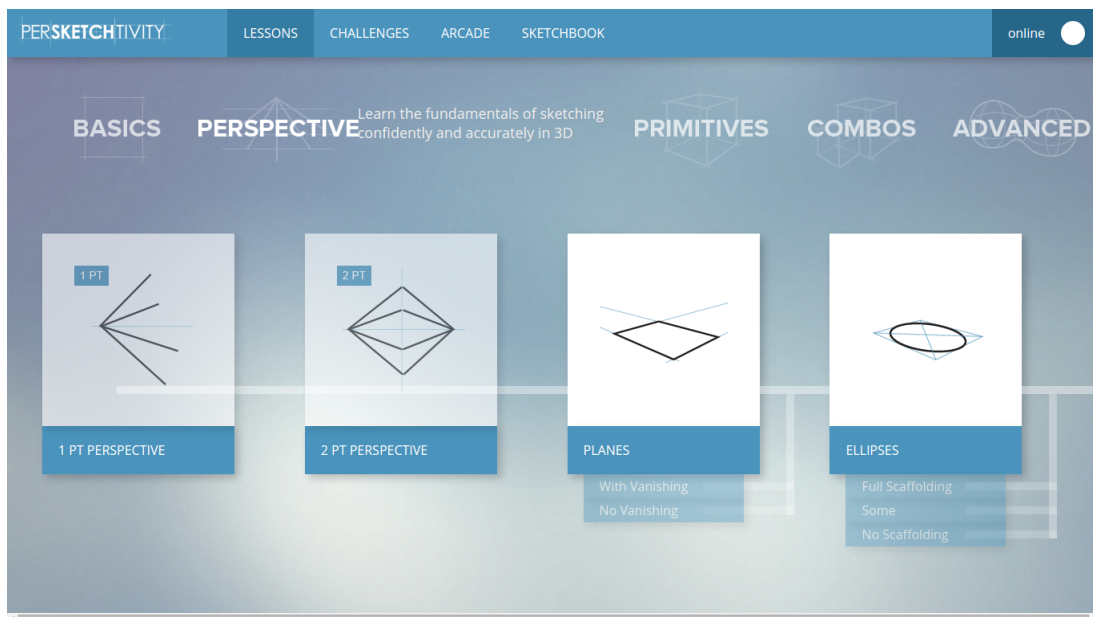 PERSKETCHTIVITY
LESSONS
CHALLENGES
ARCADE
SKETCHBOOK
online
BASICS
PERSPECTIVE
Learn the fundamentals of sketching
confidently and accurately in 3D
PRIMITIVES
COMBOS
ADVANCED
1 PT
2 PT
1 PT PERSPECTIVE
2 PT PERSPECTIVE
PLANES
ELLIPSES
With Vanishing
No Vanishing
Full Scaffolding
Some
No Scaffolding